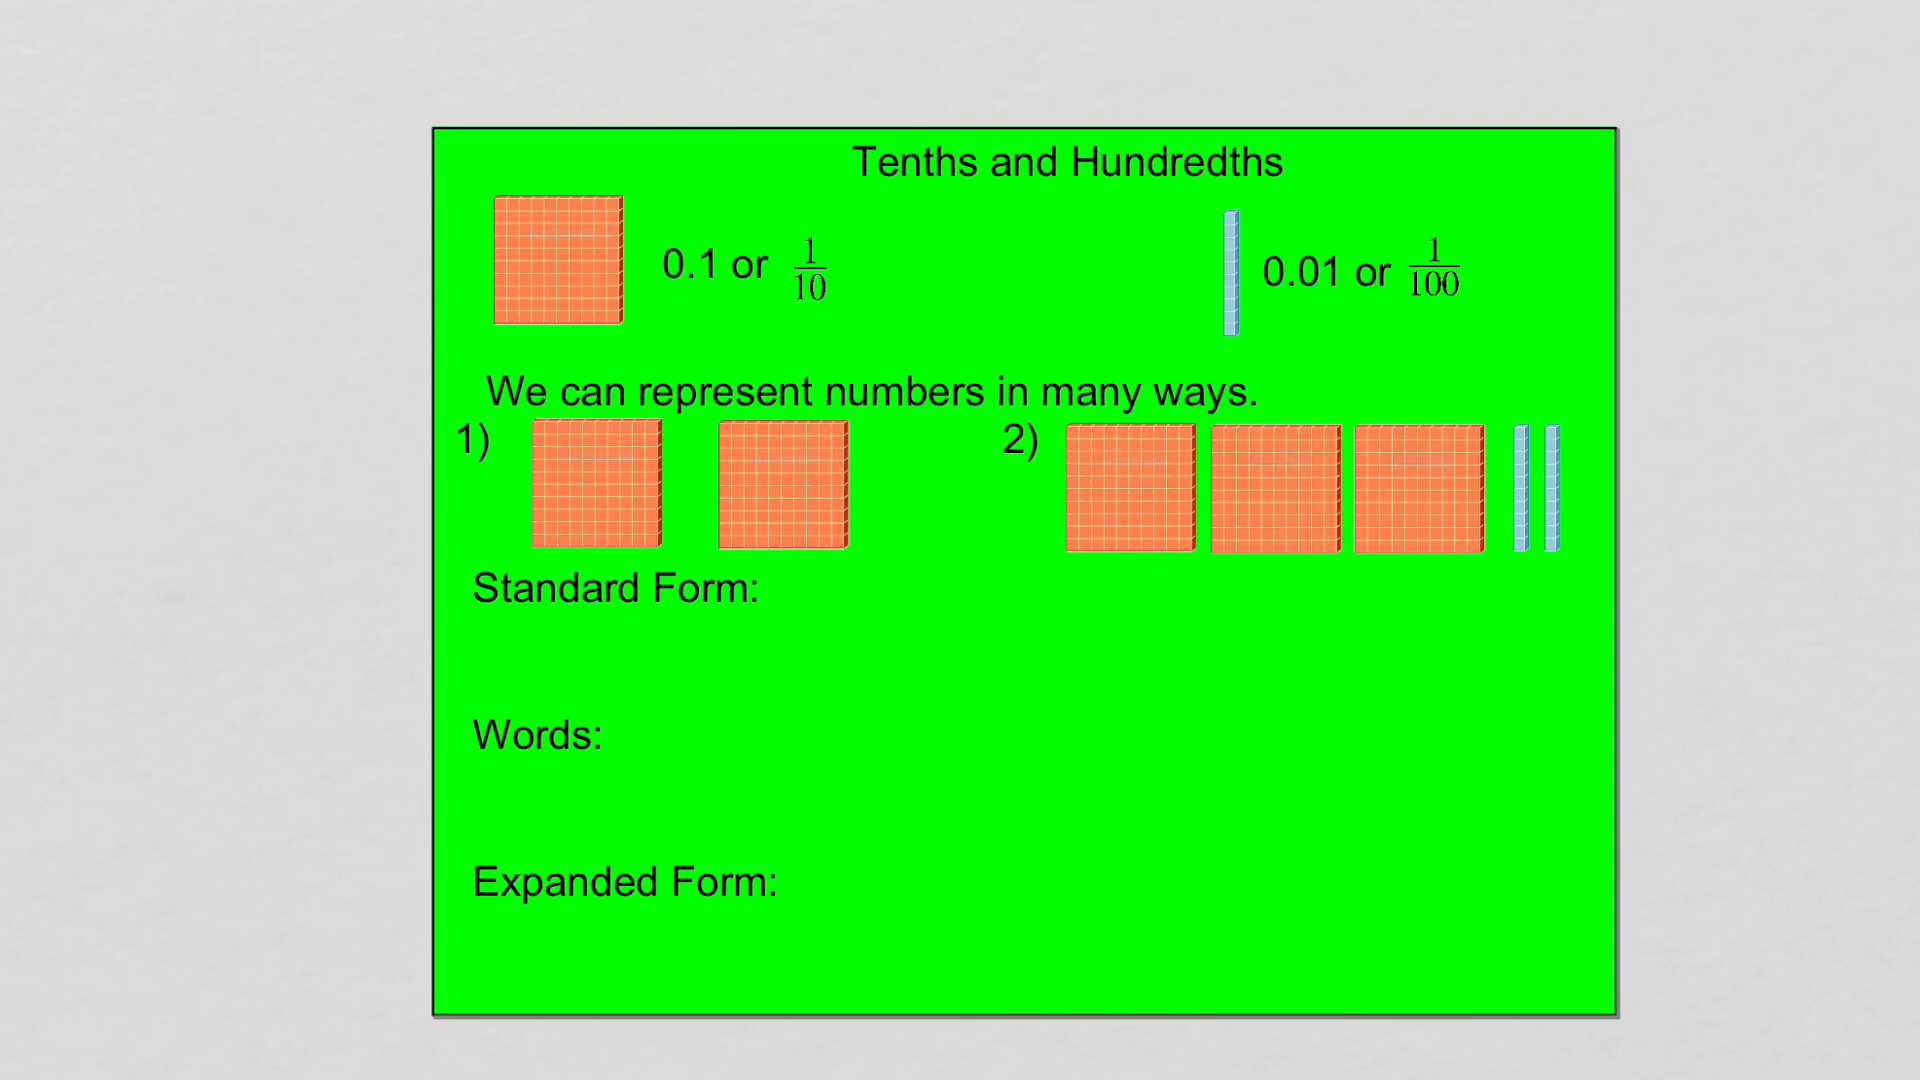 Tenths and Hundredths
0.1 or 1/10
0.01 or 1/100
We can represent numbers in many ways.
1)
2)
Standard Form:
Words:
Expanded Form: